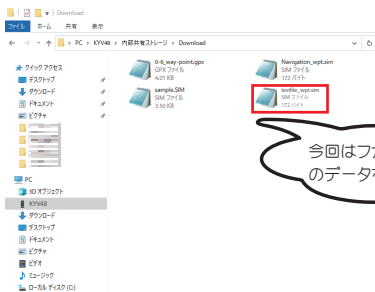 Download
ファイル ホーム 共有 表示
PC > KYV48 > 内部共有ストレージ > Download
クイック アクセス
デスクトップ
ダウンロード
ドキュメント
ピクチャ
PC
3D オブジェクト
KYV48
ダウンロード
デスクトップ
ドキュメント
ピクチャ
ビデオ
ミュージック
ローカル ディスク (C:)
0-6_way-point.gpx
GPX ファイル
4.01 KB
sample.SIM
SIM ファイル
3.50 KB
Navigation_wpt.sim
SIM ファイル
172 バイト
testfile_wpt.sim
SIM ファイル
172 バイト
今回はファ
のデータを